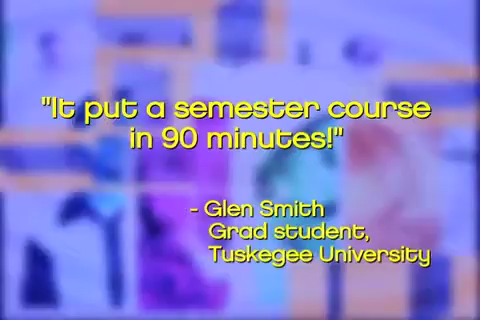 "It put a semester course
in 90 minutes!"
- Glen Smith
Grad student,
Tuskegee University